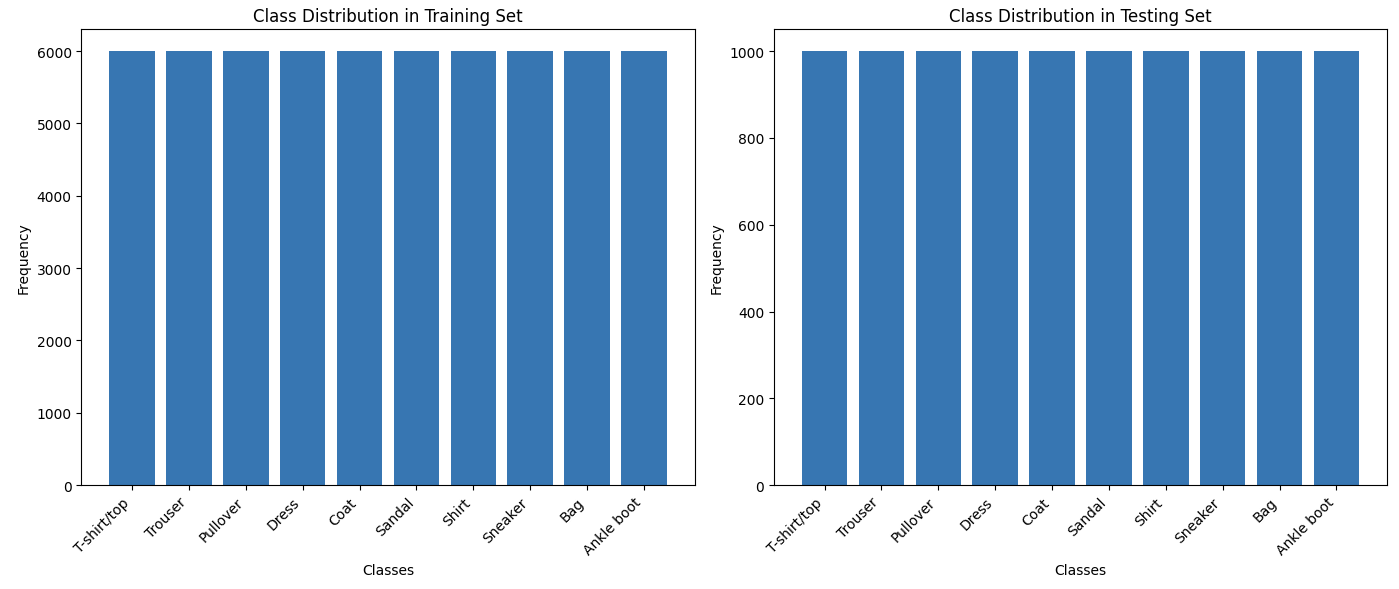 Class Distribution in Training Set
6000
5000
4000
3000
2000
1000
0
Frequency
T-shirt/top
Trouser
Pullover
Dress
Coat
Sandal
Shirt
Sneaker
Bag
Ankle boot
Classes
Class Distribution in Testing Set
1000
800
600
400
200
0
Frequency
T-shirt/top
Trouser
Pullover
Dress
Coat
Sandal
Shirt
Sneaker
Bag
Ankle boot
Classes